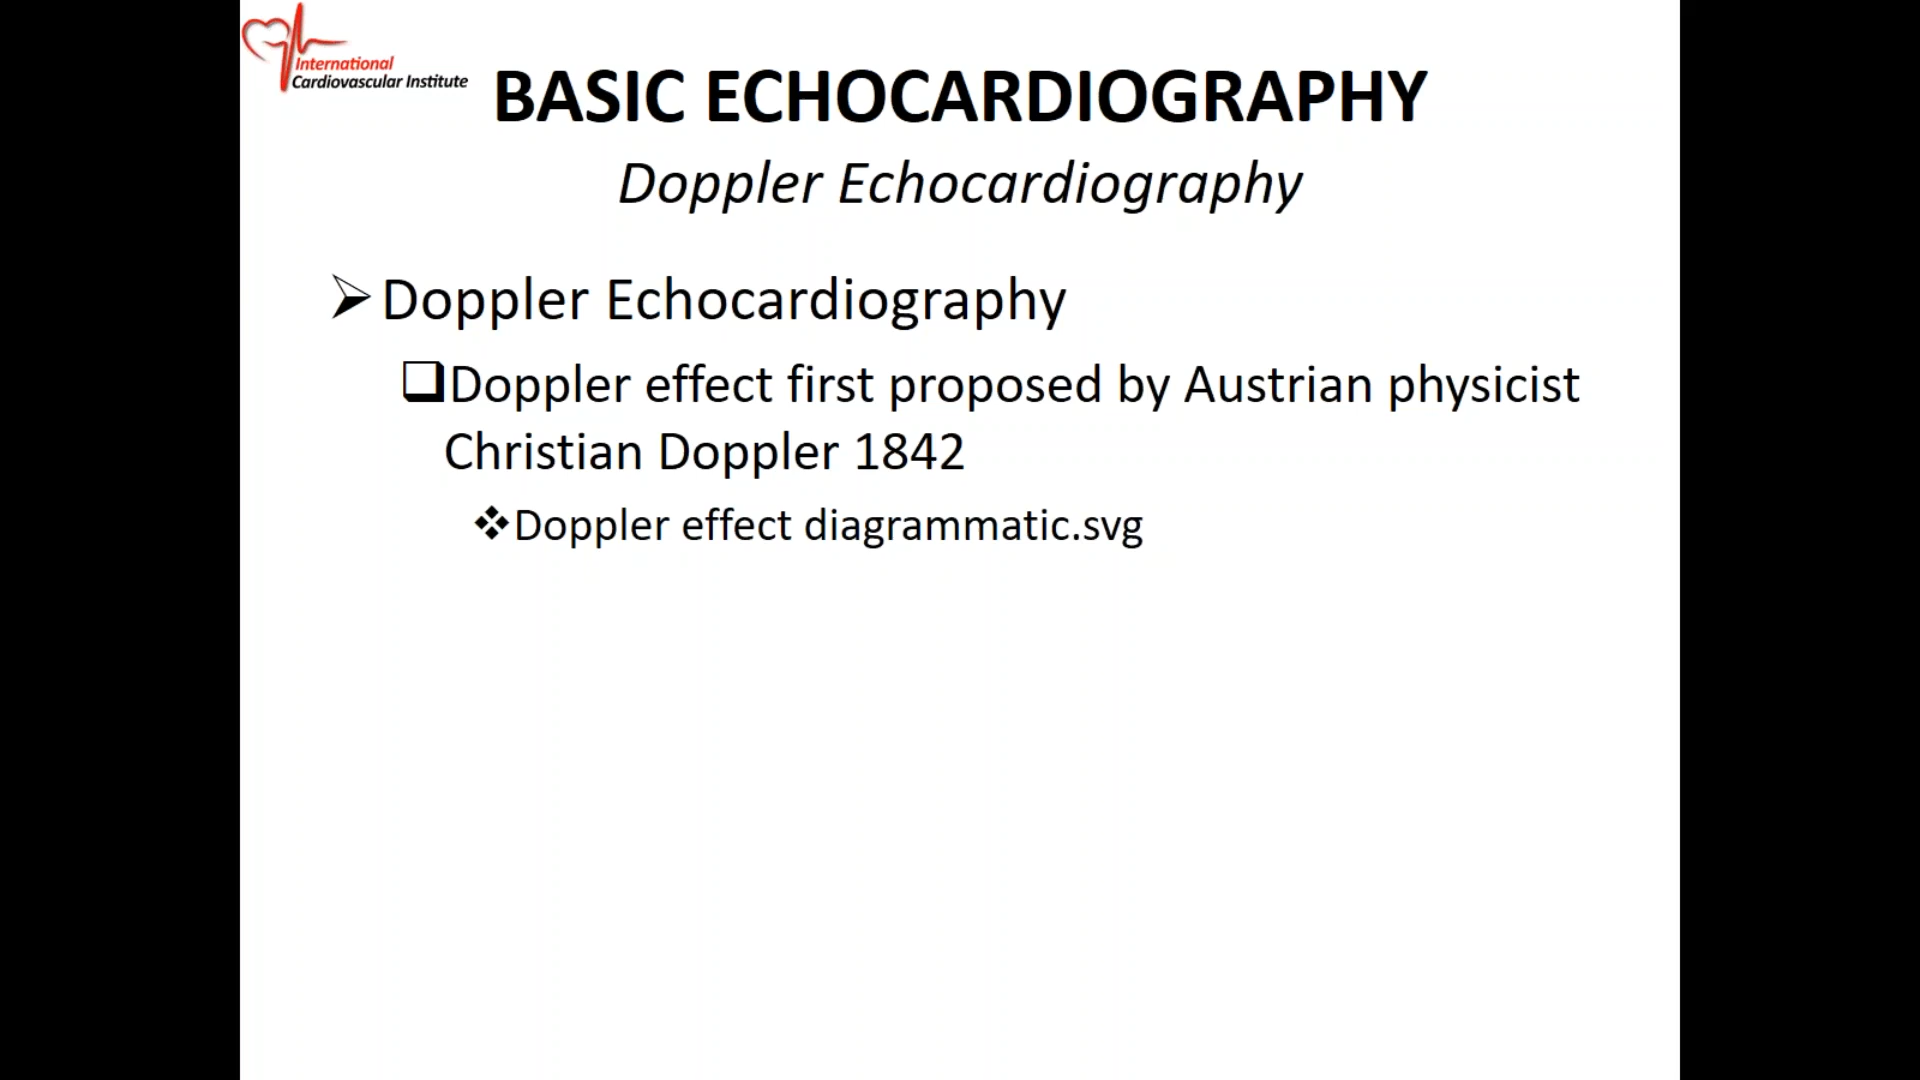 International
Cardiovascular Institute
BASIC ECHOCARDIOGRAPHY
Doppler Echocardiography
Doppler Echocardiography
Doppler effect first proposed by Austrian physicist
Christian Doppler 1842
Doppler effect diagrammatic.svg